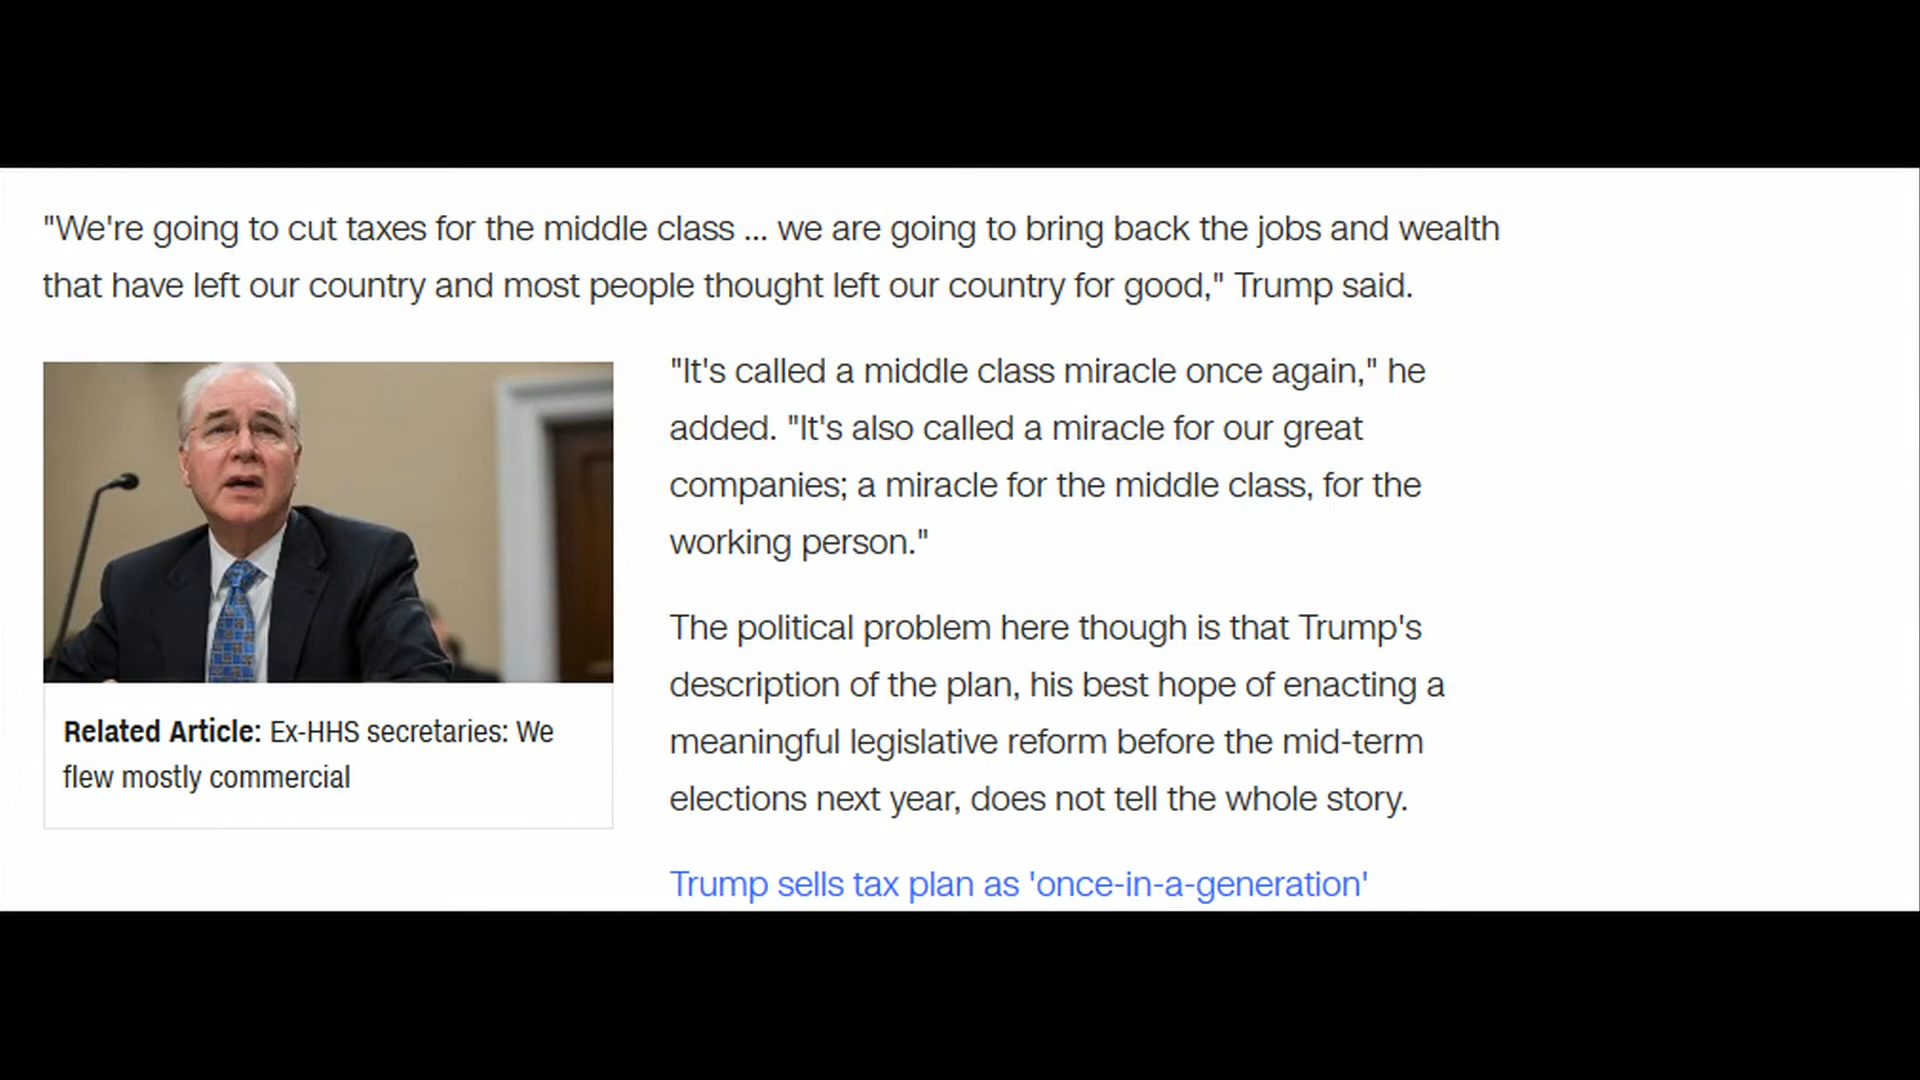 "We're going to cut taxes for the middle class ... we are going to bring back the jobs and wealth
that have left our country and most people thought left our country for good," Trump said.
"It's called a middle class miracle once again," he
added. "It's also called a miracle for our great
companies; a miracle for the middle class, for the
working person."
Related Article: Ex-HHS secretaries: We
flew mostly commercial
The political problem here though is that Trump's
description of the plan, his best hope of enacting a
meaningful legislative reform before the mid-term
elections next year, does not tell the whole story.
Trump sells tax plan as 'once-in-a-generation'